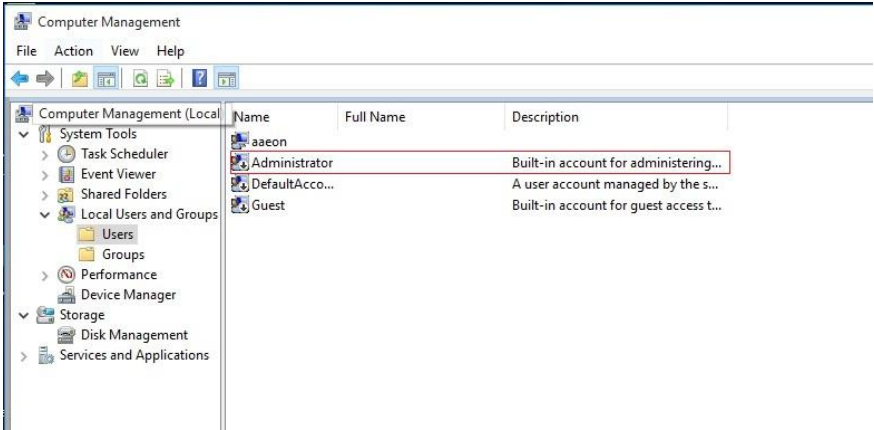 Computer Management
File Action View Help
Computer Management (Local
System Tools
Task Scheduler
Event Viewer
Shared Folders
Local Users and Groups
Users
Groups
Performance
Device Manager
Storage
Disk Management
Services and Applications
Name Full Name Description
aaeon
Administrator Built-in account for administering...
DefaultAcco... A user account managed by the s...
Guest Built-in account for guest access t...